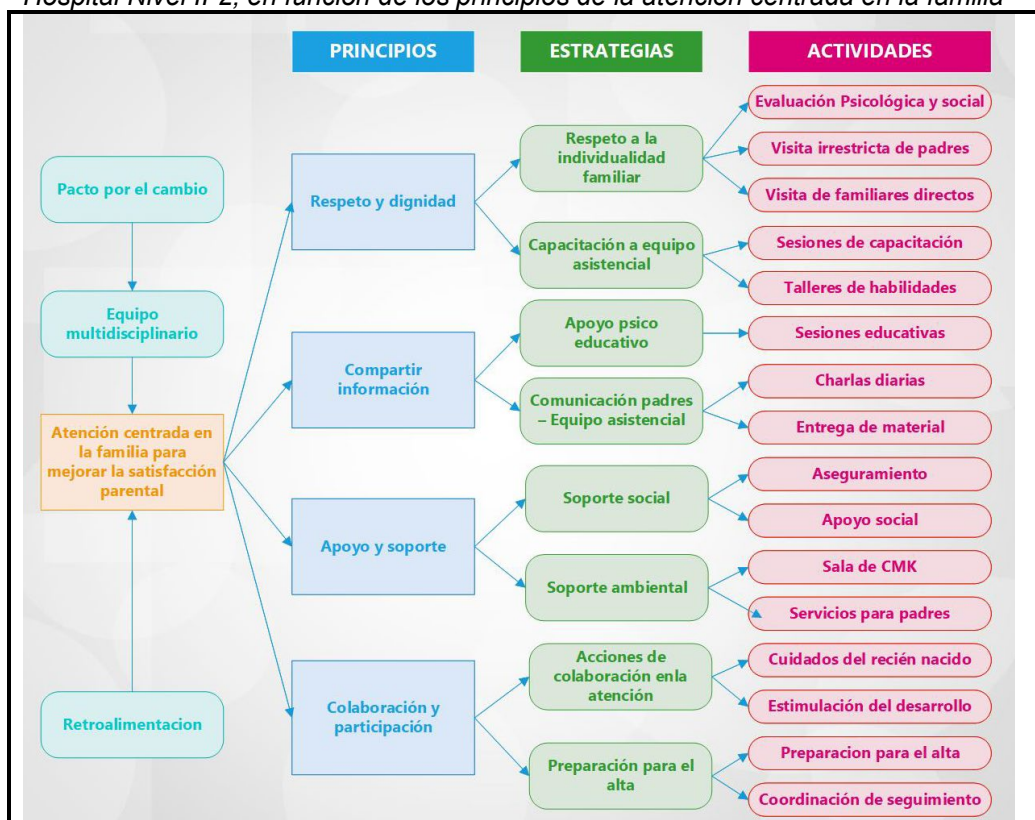 Hospital Nivel II-2, en función de los principios de la atención centrada en la familia
PRINCIPIOS
ESTRATEGIAS
ACTIVIDADES
Pacto por el cambio
Equipo
multidisciplinario
Atención centrada en
la familia para
mejorar la satisfacción
parental
Retroalimentacion
Respeto y dignidad
Compartir
información
Apoyo y soporte
Colaboración y
participación
Respeto a la
individualidad
familiar
Capacitación a equipo
asistencial
Apoyo psico
educativo
Comunicación padres
– Equipo asistencial
Soporte social
Soporte ambiental
Acciones de
colaboración enla
atención
Preparación para el
alta
Evaluación Psicológica y social
Visita irrestricta de padres
Visita de familiares directos
Sesiones de capacitación
Talleres de habilidades
Sesiones educativas
Charlas diarias
Entrega de material
Aseguramiento
Apoyo social
Sala de CMK
Servicios para padres
Cuidados del recién nacido
Estimulación del desarrollo
Preparacion para el alta
Coordinación de seguimiento